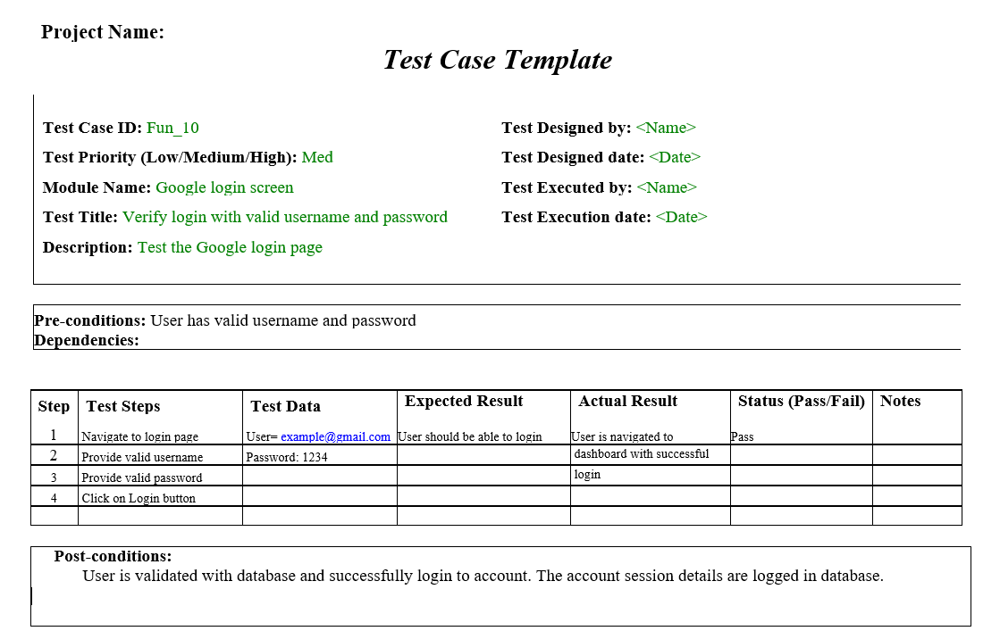 Project Name:
Test Case Template
Test Case ID: Fun_10 Test Designed by: <Name>
Test Priority (Low/Medium/High): Med Test Designed date: <Date>
Module Name: Google login screen Test Executed by: <Name>
Test Title: Verify login with valid username and password Test Execution date: <Date>
Description: Test the Google login page
Pre-conditions: User has valid username and password
Dependencies:
Step Test Steps Test Data Expected Result Actual Result Status (Pass/Fail) Notes
1 Navigate to login page User= example@gmail.com User should be able to login User is navigated to Pass
2 Provide valid username Password: 1234 dashboard with successful
3 Provide valid password login
4 Click on Login button
Post-conditions:
User is validated with database and successfully login to account. The account session details are logged in database.